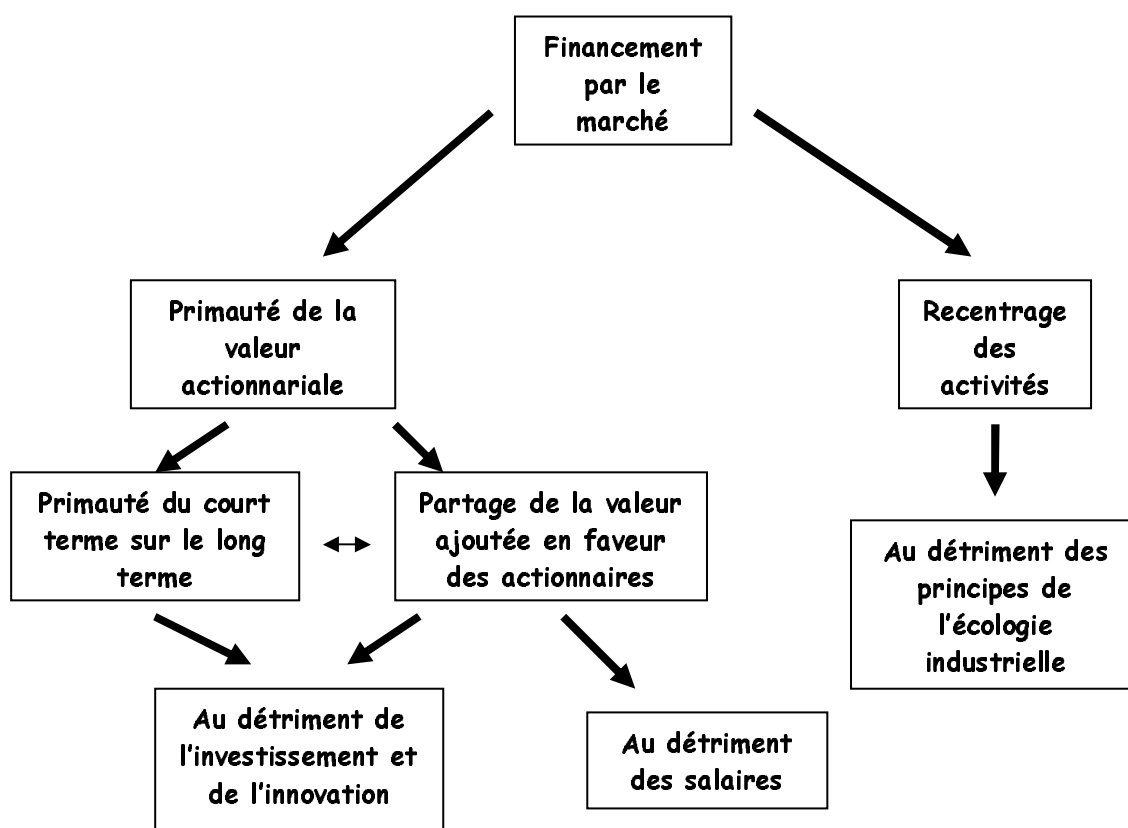 Financement
par le
marché
Primauté de la
valeur
actionnariale
Recentrage
des
activités
Primauté du court
terme sur le long
terme
Partage de la valeur
ajoutée en faveur
des actionnaires
Au détriment des
principes de
l'écologie
industrielle
Au détriment de
l'investissement et
de l'innovation
Au détriment
des salaires